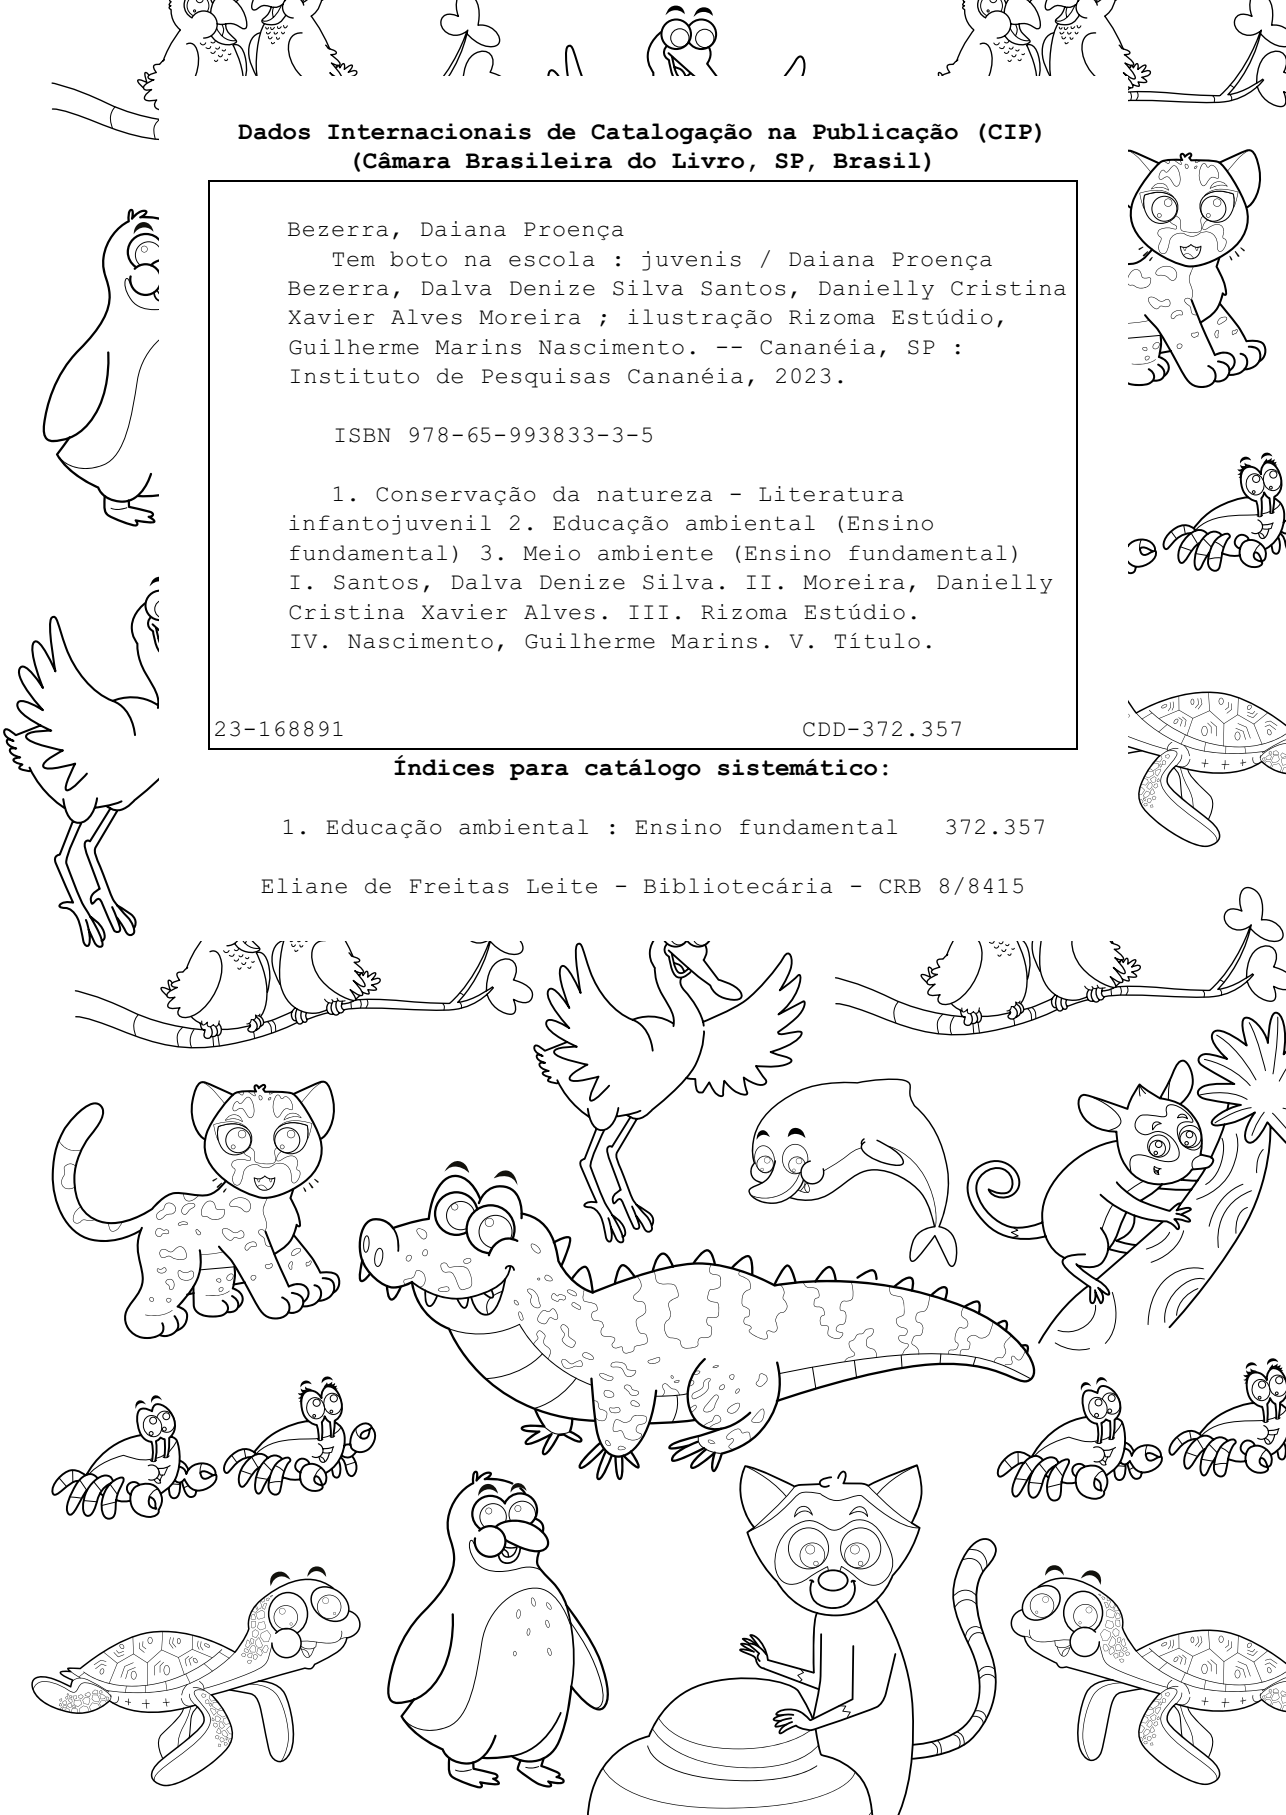 Dados Internacionais de Catalogação na Publicação (CIP)
(Câmara Brasileira do Livro, SP, Brasil)
Bezerra, Daiana Proença
Tem boto na escola : juvenis / Daiana Proença
Bezerra, Dalva Denize Silva Santos, Danielly Cristina
Xavier Alves Moreira ; ilustração Rizoma Estúdio,
Guilherme Marins Nascimento. -- Cananéia, SP :
Instituto de Pesquisas Cananéia, 2023.
ISBN 978-65-993833-3-5
1. Conservação da natureza - Literatura
infantojuvenil 2. Educação ambiental (Ensino
fundamental) 3. Meio ambiente (Ensino fundamental)
I. Santos, Dalva Denize Silva. II. Moreira, Danielly
Cristina Xavier Alves. III. Rizoma Estúdio.
IV. Nascimento, Guilherme Marins. V. Título.
23-168891 CDD-372.357
Índices para catálogo sistemático:
1. Educação ambiental : Ensino fundamental 372.357
Eliane de Freitas Leite - Bibliotecária - CRB 8/8415